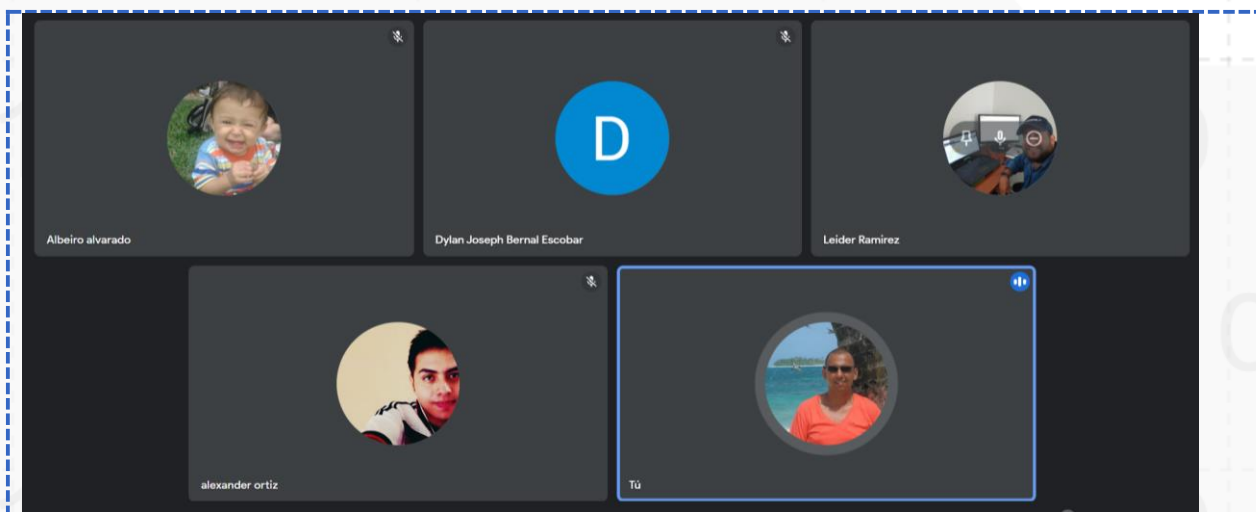 D
Albeiro alvarado
Dylan Joseph Bernal Escobar
Leider Ramirez
alexander ortiz
Tú